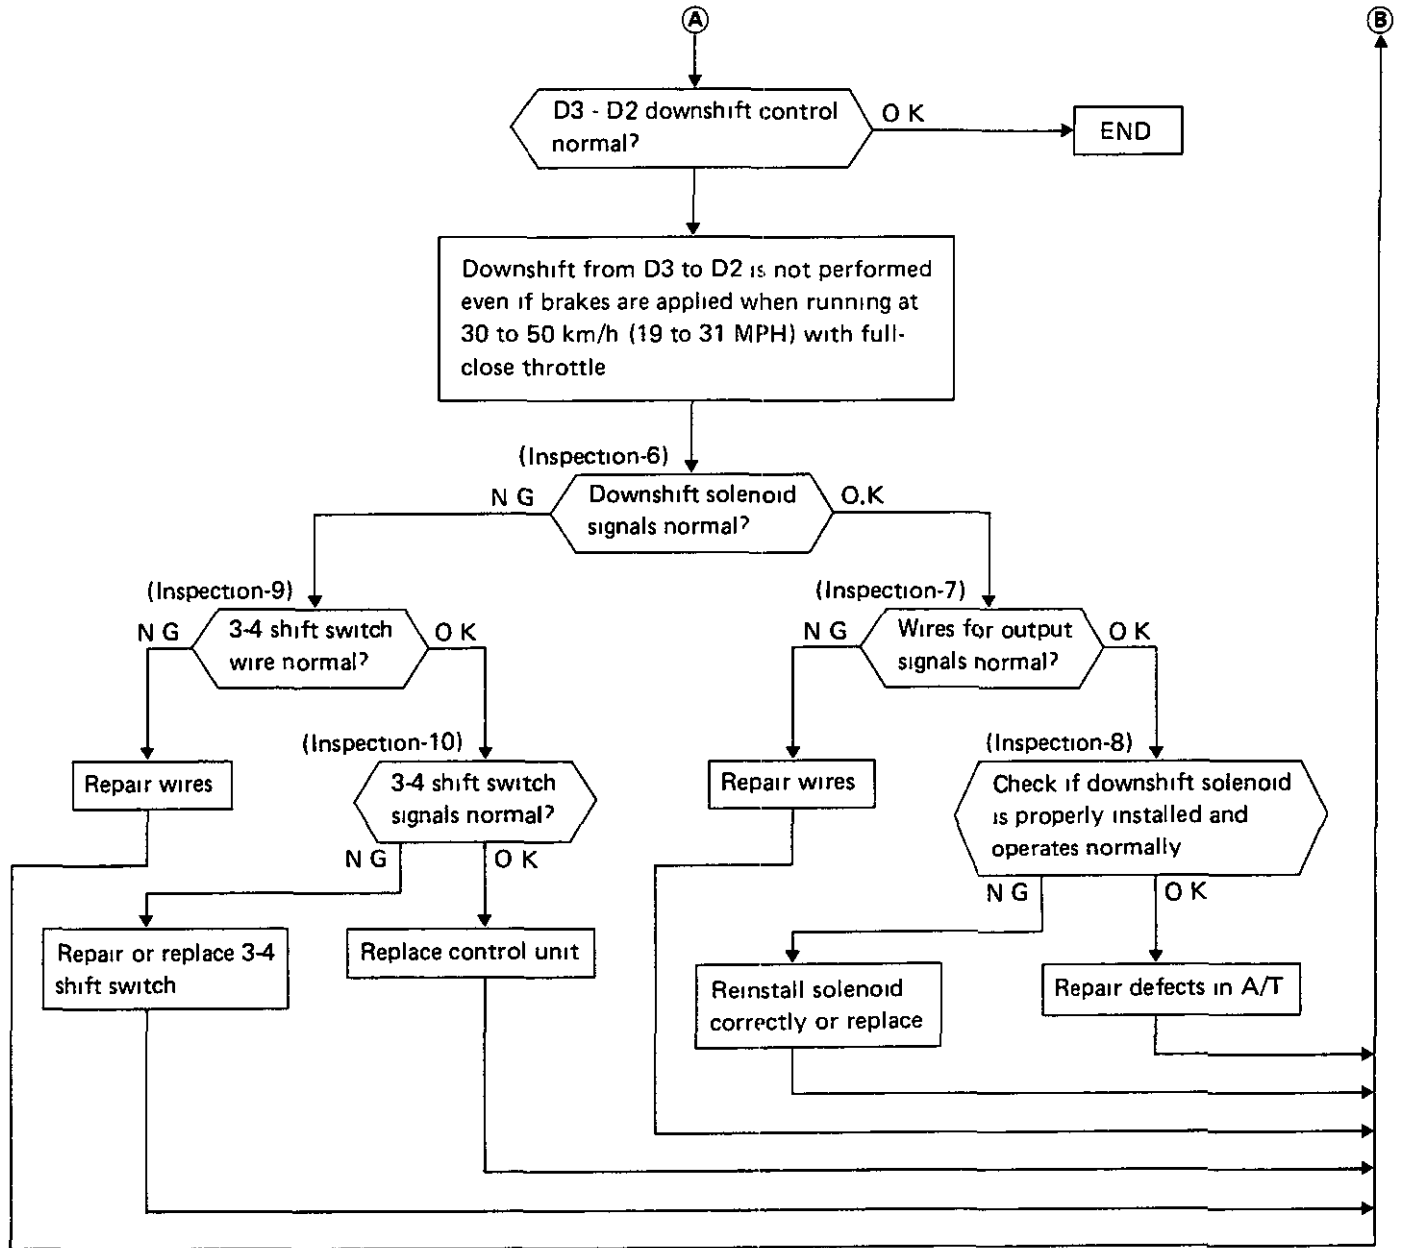 A
B
D3 - D2 downshift control
normal?
O K
END
Downshift from D3 to D2 is not performed
even if brakes are applied when running at
30 to 50 km/h (19 to 31 MPH) with full-
close throttle
(Inspection-6)
N G
Downshift solenoid
signals normal?
O.K
(Inspection-9)
N G
3-4 shift switch
wire normal?
O K
(Inspection-7)
N G
Wires for output
signals normal?
O K
Repair wires
(Inspection-10)
3-4 shift switch
signals normal?
N G
O K
Repair wires
(Inspection-8)
Check if downshift solenoid
is properly installed and
operates normally
N G
O K
Repair or replace 3-4
shift switch
Replace control unit
Reinstall solenoid
correctly or replace
Repair defects in A/T